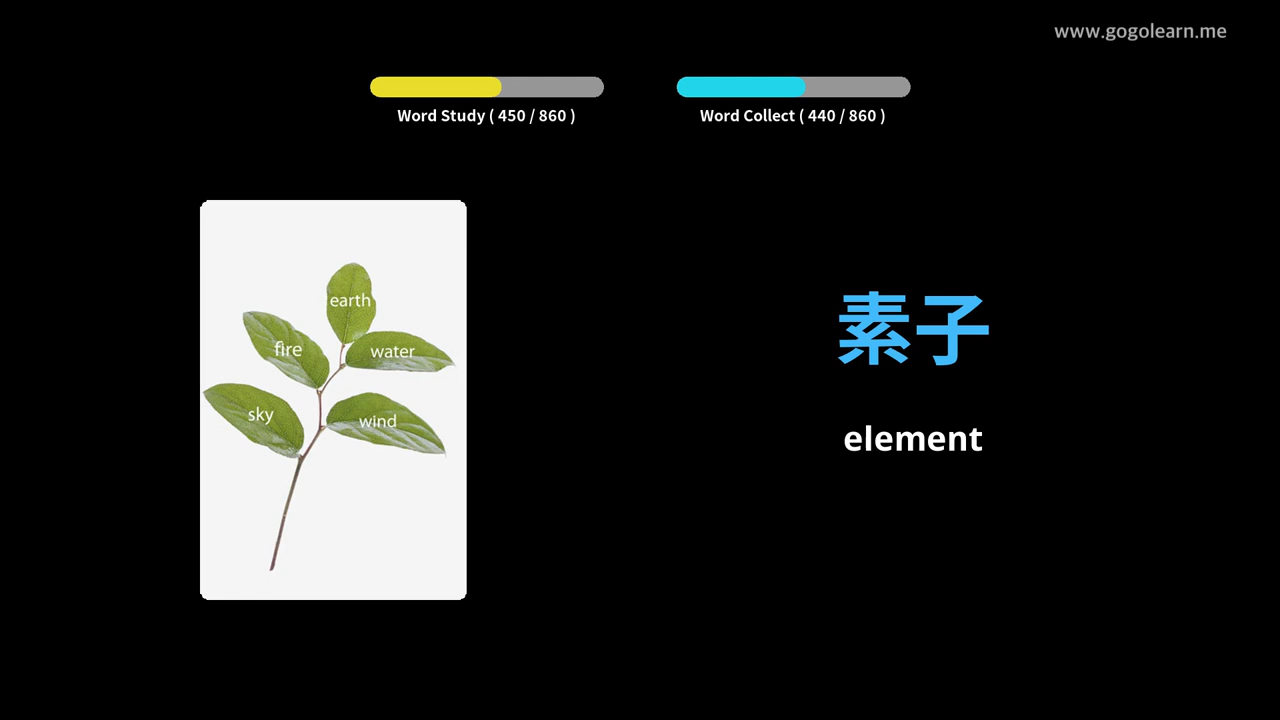 www.gogolearn.me
Word Study ( 450 / 860 )
Word Collect ( 440 / 860 )
earth
fire
water
sky
wind
素子
element